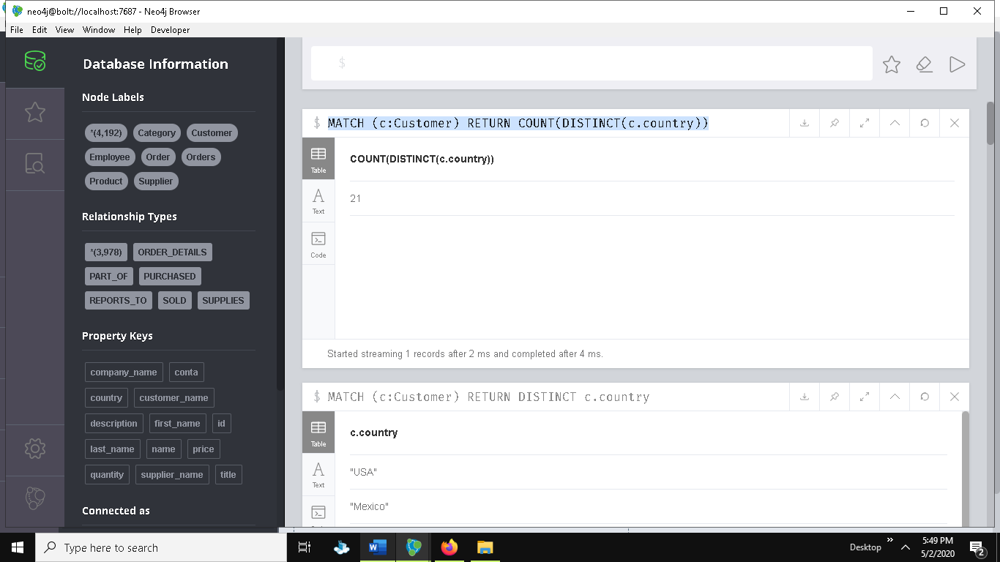 neo4j@bolt://localhost:7687 - Neo4j Browser
File Edit View Window Help Developer
Database Information
Node Labels
*(4,192) Category Customer
Employee Order Orders
Product Supplier
Relationship Types
*(3,978) ORDER_DETAILS
PART_OF PURCHASED
REPORTS_TO SOLD SUPPLIES
Property Keys
company_name conta
country customer_name
description first_name id
last_name name price
quantity supplier_name title
Connected as
$
$ MATCH (c:Customer) RETURN COUNT(DISTINCT(c.country))
Table
A
Text
Code
COUNT(DISTINCT(c.country))
21
Started streaming 1 records after 2 ms and completed after 4 ms.
$ MATCH (c:Customer) RETURN DISTINCT c.country
Table
A
Text
c.country
"USA"
"Mexico"
Type here to search
Desktop
5:49 PM
5/2/2020
2